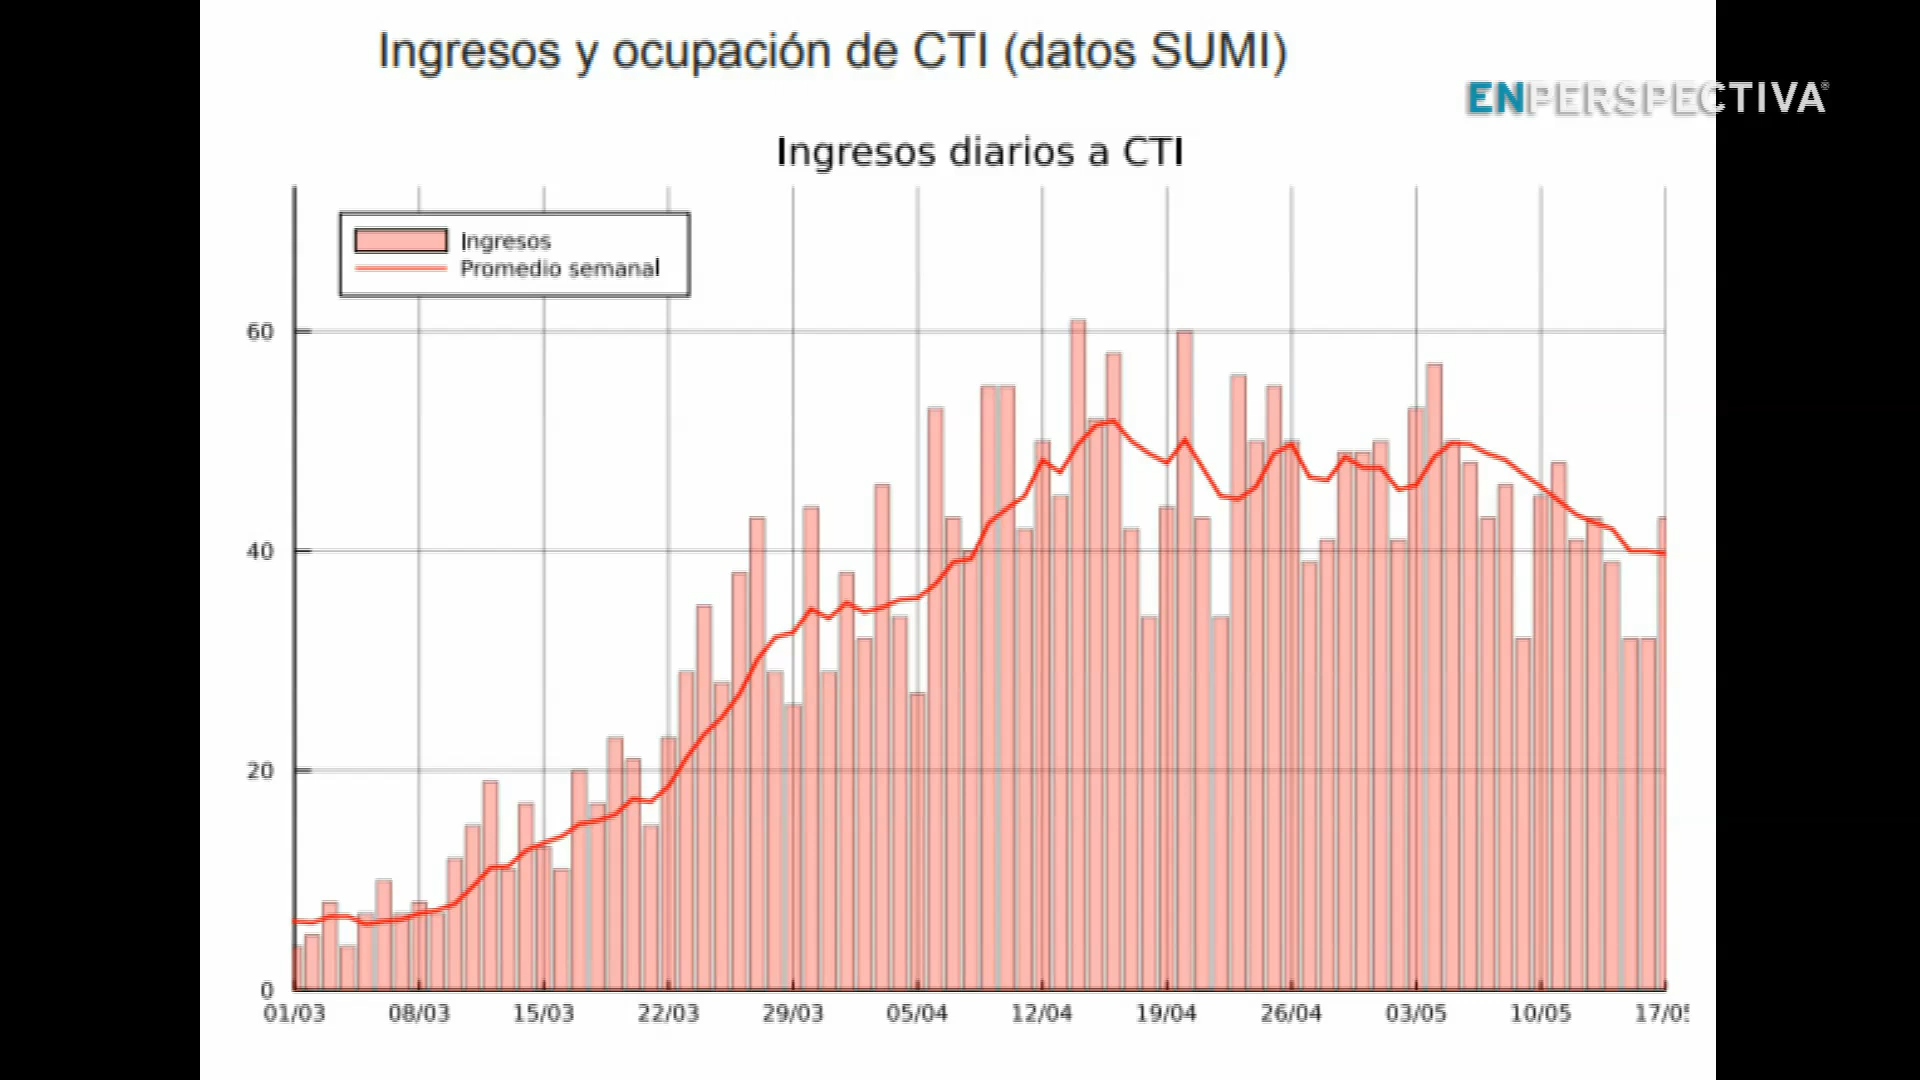 Ingresos y ocupación de CTI (datos SUMI)
ENPERSPECTIVA®
Ingresos diarios a CTI
Ingresos
Promedio semanal
60
40
20
0
01/03 08/03 15/03 22/03 29/03 05/04 12/04 19/04 26/04 03/05 10/05 17/05